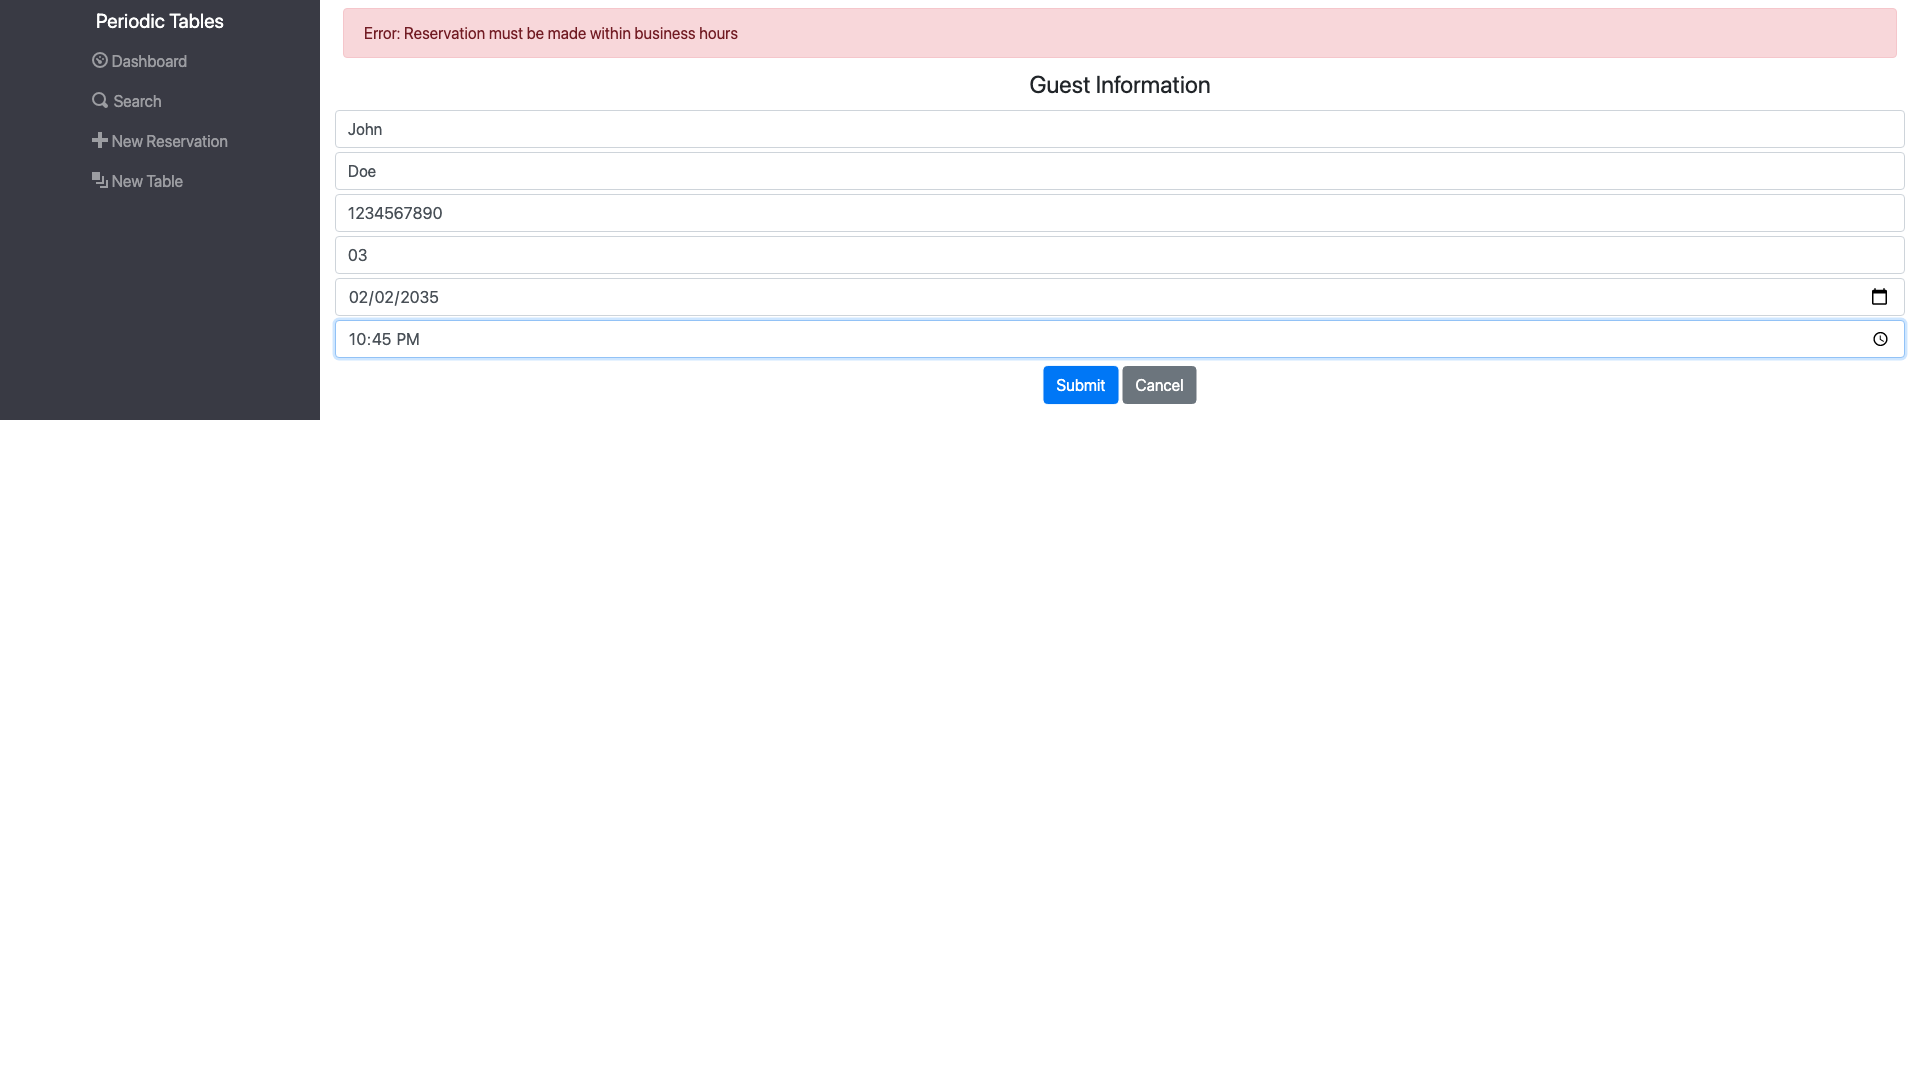 Periodic Tables
Dashboard
Search
New Reservation
New Table
Error: Reservation must be made within business hours
Guest Information
John
Doe
1234567890
03
02/02/2035
10:45 PM
Submit Cancel